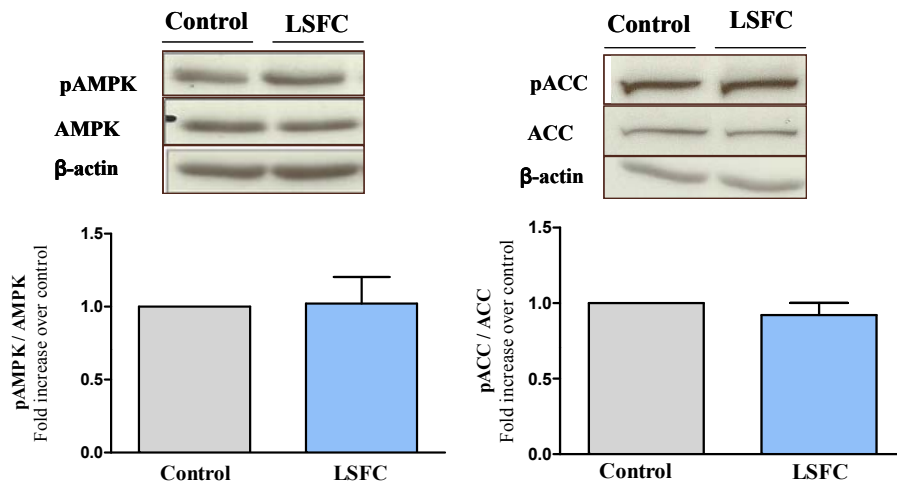 Control LSFC
pAMPK
AMPK
β-actin
1.5
1.0
0.5
0.0
pAMPK / AMPK
Fold increase over control
Control LSFC
Control LSFC
pACC
ACC
β-actin
1.5
1.0
0.5
0.0
pACC / ACC
Fold increase over control
Control LSFC